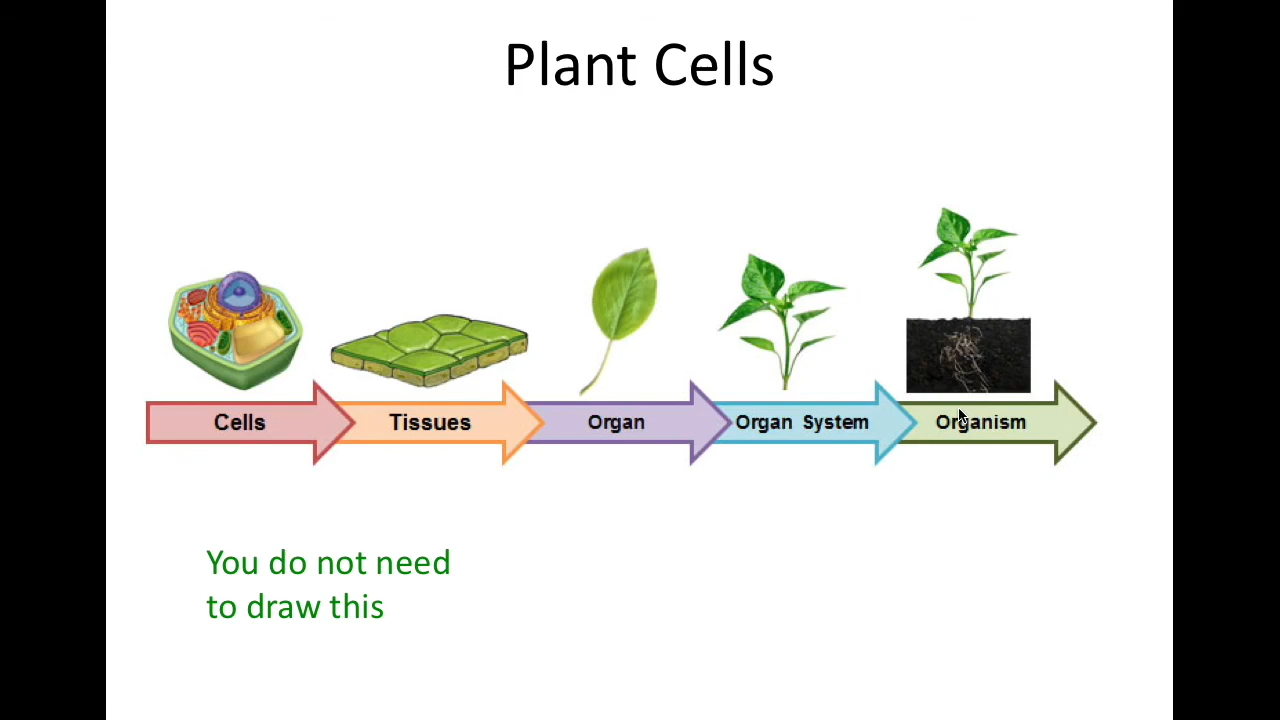 Plant Cells
Cells
Tissues
Organ
Organ System
Organism
You do not need
to draw this